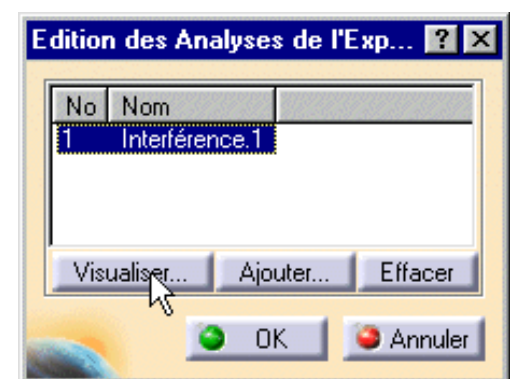 Edition des Analyses de l'Exp...
No Nom
1 Interférence.1
Visualiser... Ajouter... Effacer
OK Annuler